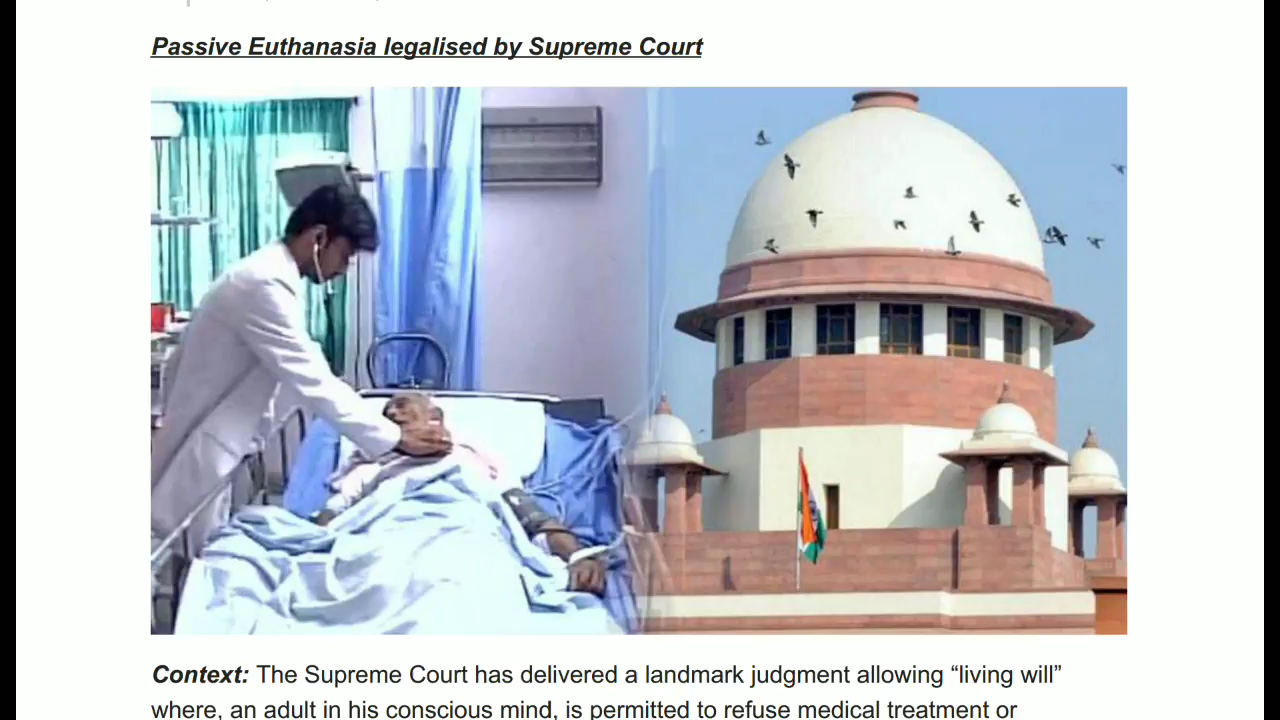 Passive Euthanasia legalised by Supreme Court
Context: The Supreme Court has delivered a landmark judgment allowing “living will”
where, an adult in his conscious mind, is permitted to refuse medical treatment or